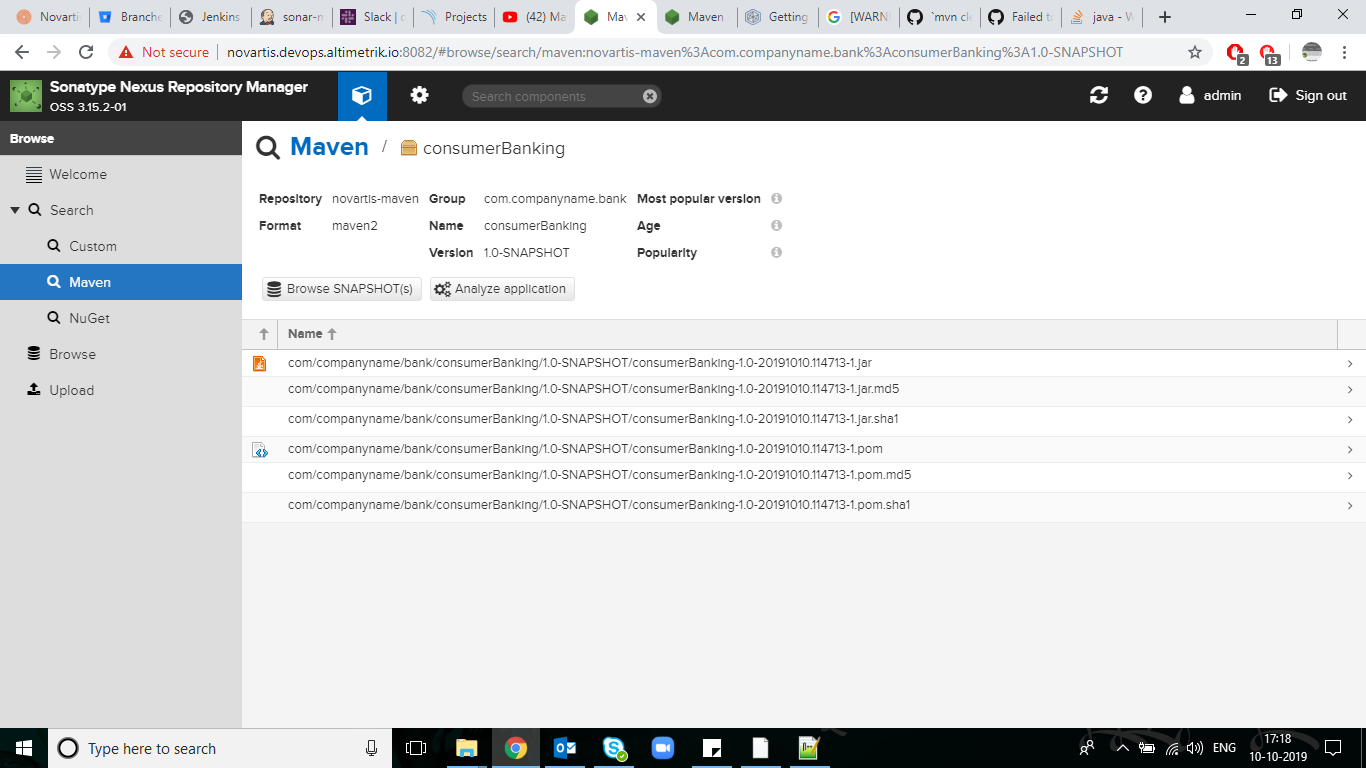 Novarti
Branche
Jenkins
sonar-n
Slack | c
Projects
(42) Ma
Mav
Maven
Getting
[WARN
`mvn cle
Failed t
java - W
Not secure novartis.devops.altimetrik.io:8082/#browse/search/maven:novartis-maven%3Acom.companyname.bank%3AconsumerBanking%3A1.0-SNAPSHOT
2
13
Sonatype Nexus Repository Manager
OSS 3.15.2-01
Search components
admin
Sign out
Browse
Welcome
Search
Custom
Maven
NuGet
Browse
Upload
Maven / consumerBanking
Repository novartis-maven Group com.companyname.bank Most popular version
Format maven2 Name consumerBanking Age
Version 1.0-SNAPSHOT Popularity
Browse SNAPSHOT(s) Analyze application
Name
com/companyname/bank/consumerBanking/1.0-SNAPSHOT/consumerBanking-1.0-20191010.114713-1.jar
com/companyname/bank/consumerBanking/1.0-SNAPSHOT/consumerBanking-1.0-20191010.114713-1.jar.md5
com/companyname/bank/consumerBanking/1.0-SNAPSHOT/consumerBanking-1.0-20191010.114713-1.jar.sha1
com/companyname/bank/consumerBanking/1.0-SNAPSHOT/consumerBanking-1.0-20191010.114713-1.pom
com/companyname/bank/consumerBanking/1.0-SNAPSHOT/consumerBanking-1.0-20191010.114713-1.pom.md5
com/companyname/bank/consumerBanking/1.0-SNAPSHOT/consumerBanking-1.0-20191010.114713-1.pom.sha1
Type here to search
ENG
17:18
10-10-2019